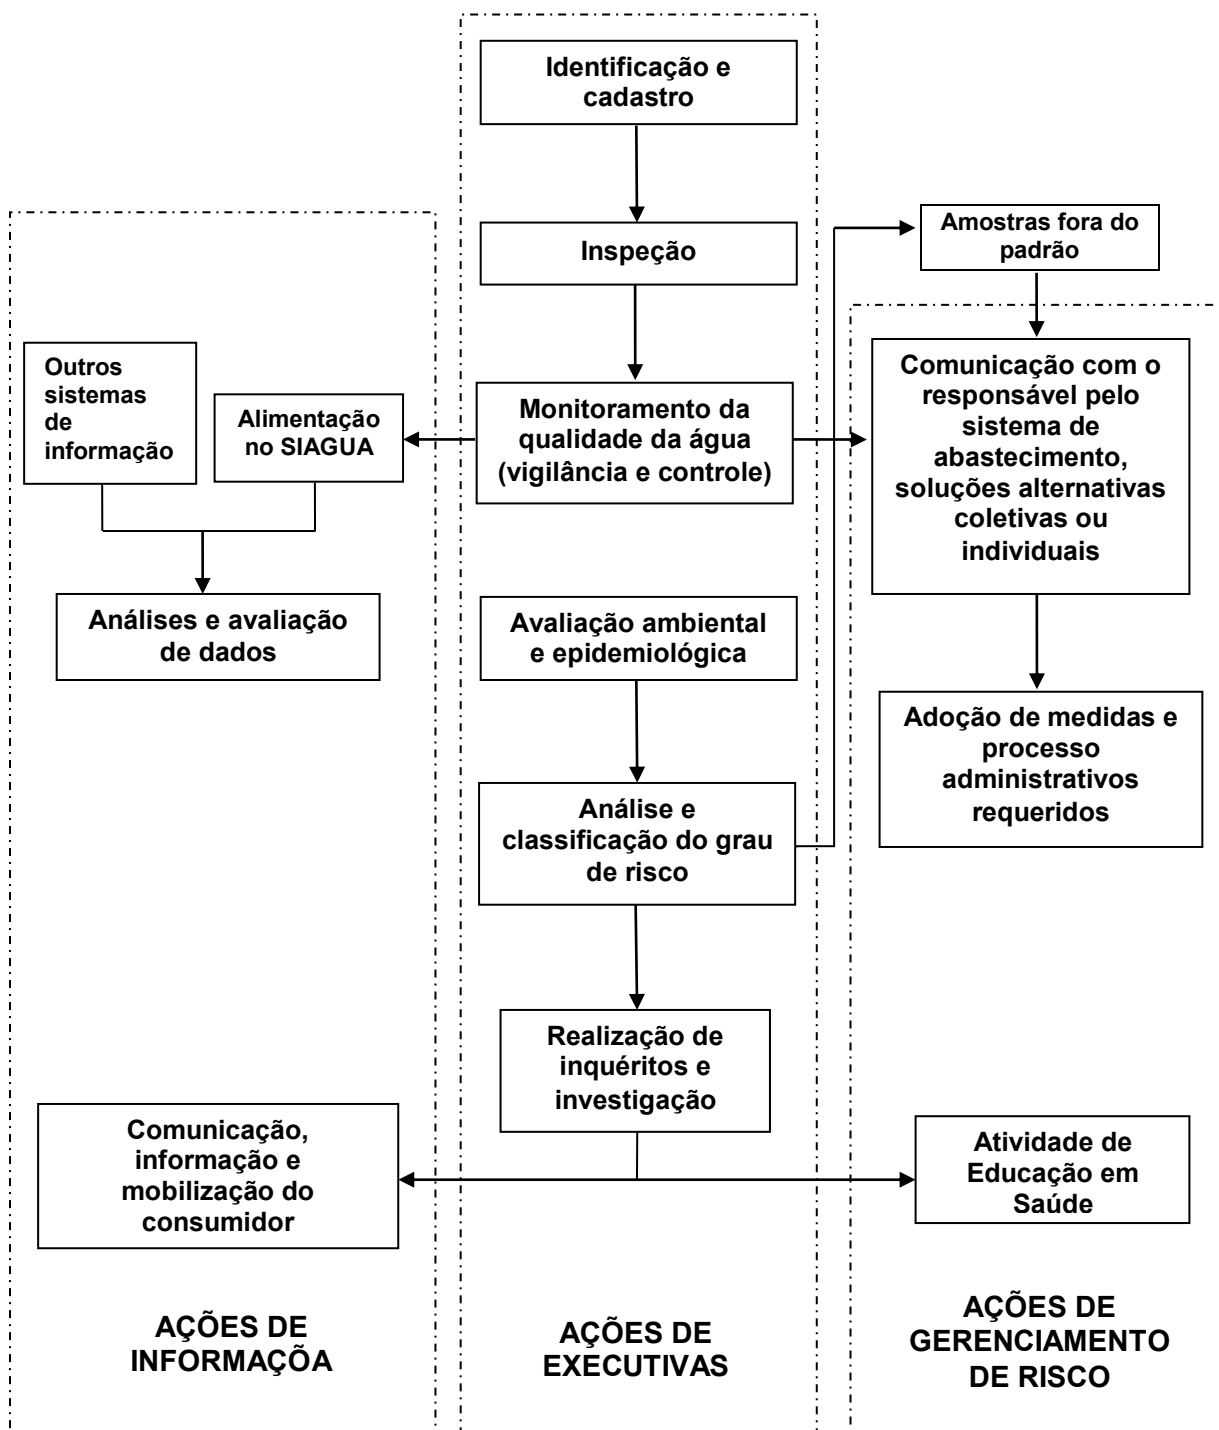 Identificação e
cadastro
Inspeção
Amostras fora do
padrão
Outros
sistemas
de
informação
Alimentação
no SIAGUA
Monitoramento da
qualidade da água
(vigilância e controle)
Comunicação com o
responsável pelo
sistema de
abastecimento,
soluções alternativas
coletivas ou
individuais
Análises e avaliação
de dados
Avaliação ambiental
e epidemiológica
Adoção de medidas e
processo
administrativos
requeridos
Análise e
classificação do grau
de risco
Realização de
inquéritos e
investigação
Comunicação,
informação e
mobilização do
consumidor
Atividade de
Educação em
Saúde
AÇÕES DE
INFORMAÇÕA
AÇÕES DE
EXECUTIVAS
AÇÕES DE
GERENCIAMENTO
DE RISCO